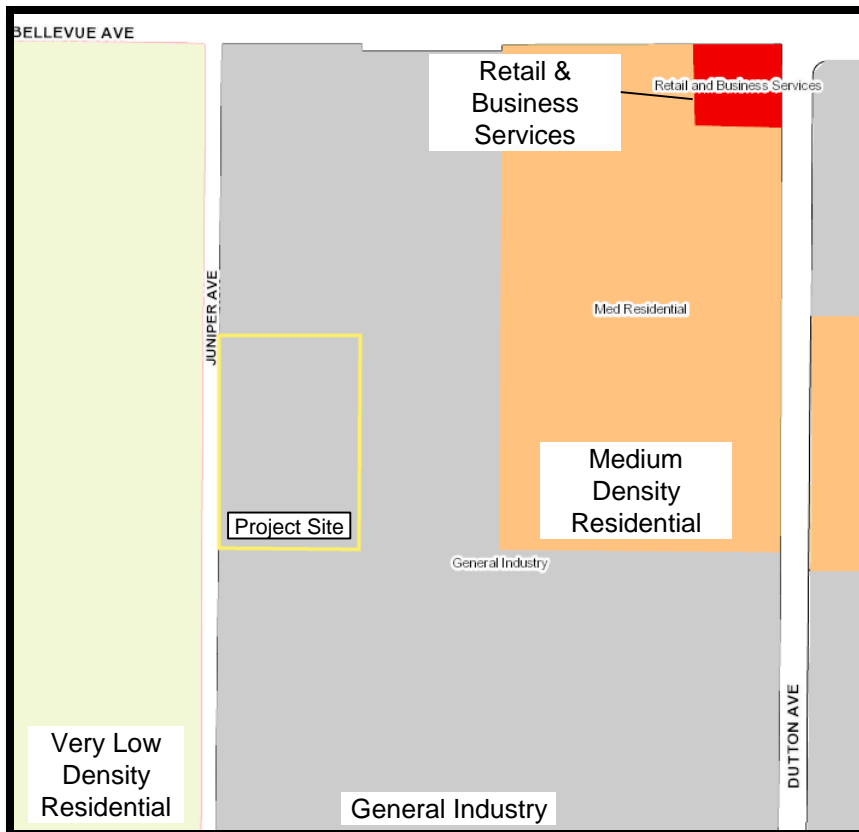 BELLEVUE AVE
Retail &
Business
Services
Retail and Business Services
JUNIPER AVE
Med Residential
Medium
Density
Residential
Project Site
General Industry
DUTTON AVE
Very Low
Density
Residential
General Industry